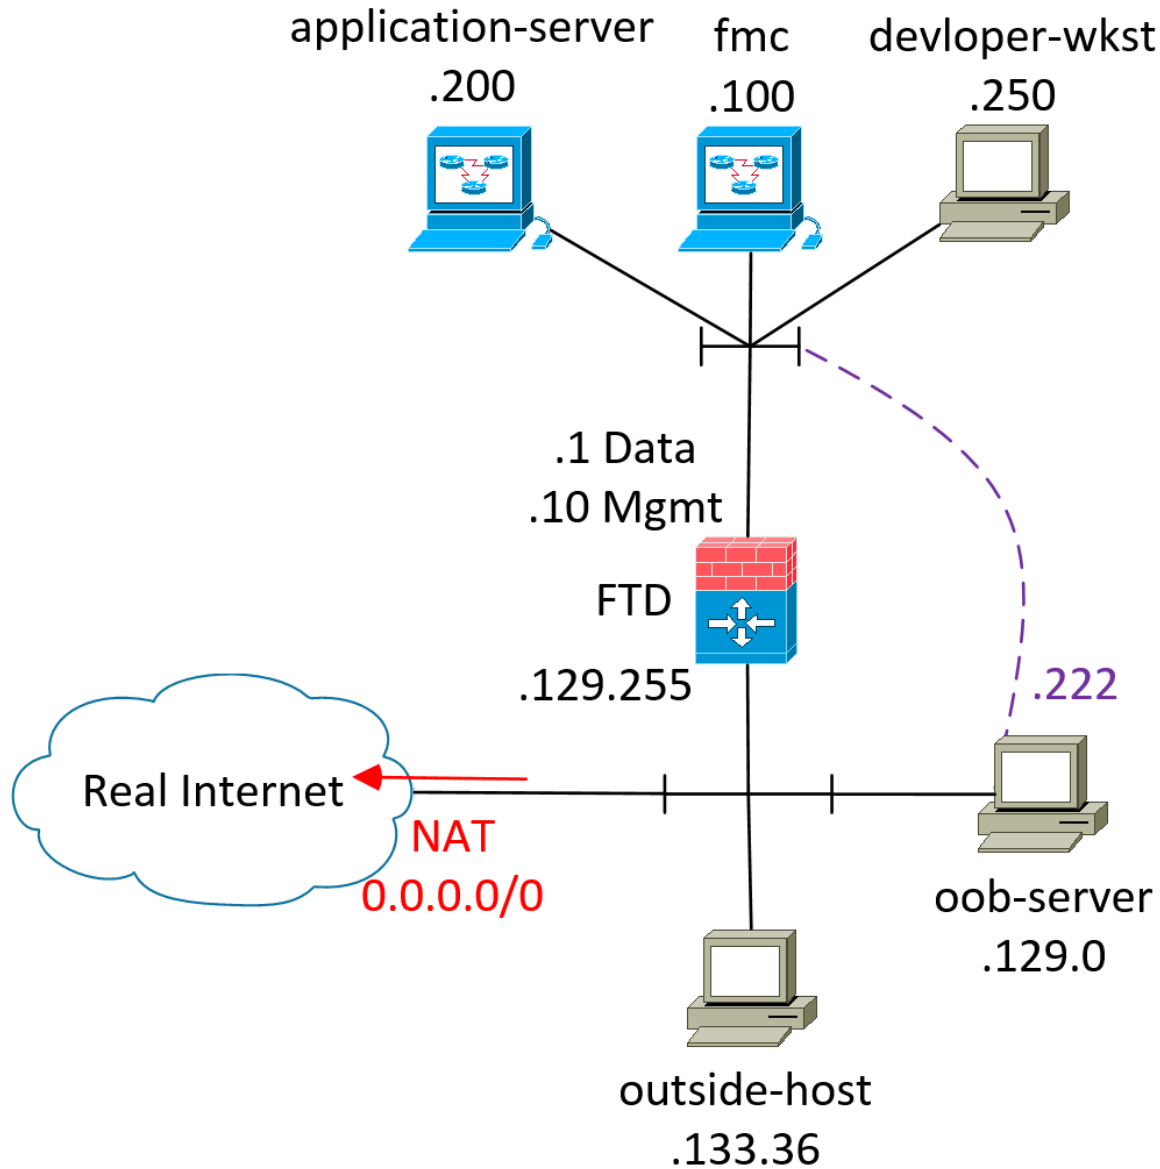 application-server
.200
fmc
.100
devloper-wkst
.250
.1 Data
.10 Mgmt
FTD
.129.255
.222
Real Internet
NAT
0.0.0.0/0
oob-server
.129.0
outside-host
.133.36